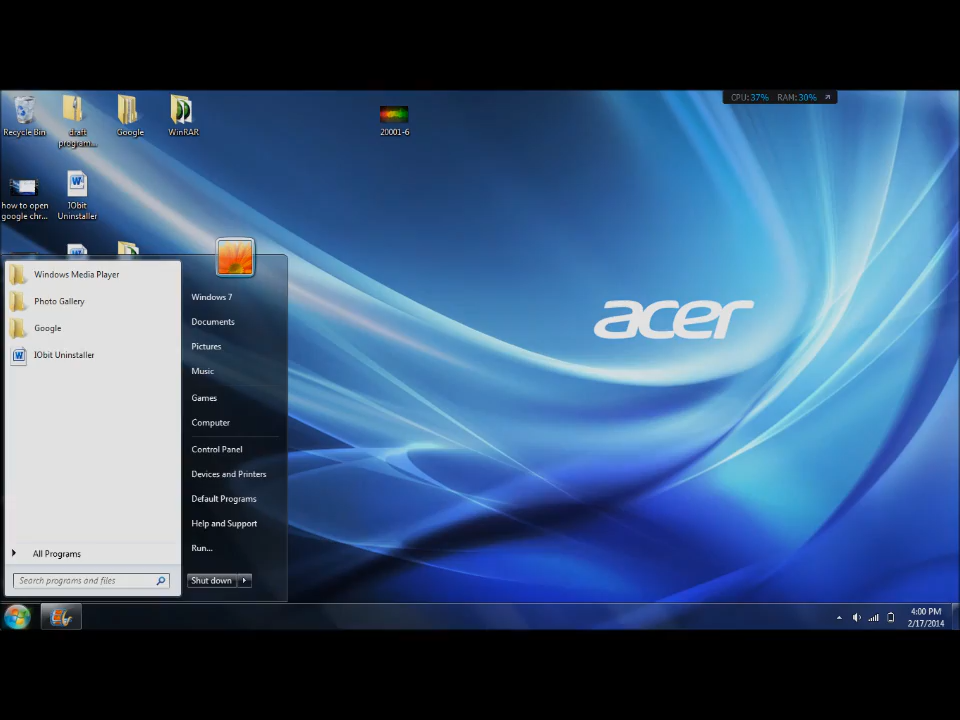 CPU:37% RAM:30%
Recycle Bin
draft
program...
Google
WinRAR
20001-6
how to open
google chr...
IObit
Uninstaller
acer
Windows Media Player
Photo Gallery
Google
IObit Uninstaller
All Programs
Search programs and files
Windows 7
Documents
Pictures
Music
Games
Computer
Control Panel
Devices and Printers
Default Programs
Help and Support
Run...
Shut down
4:00 PM
2/17/2014